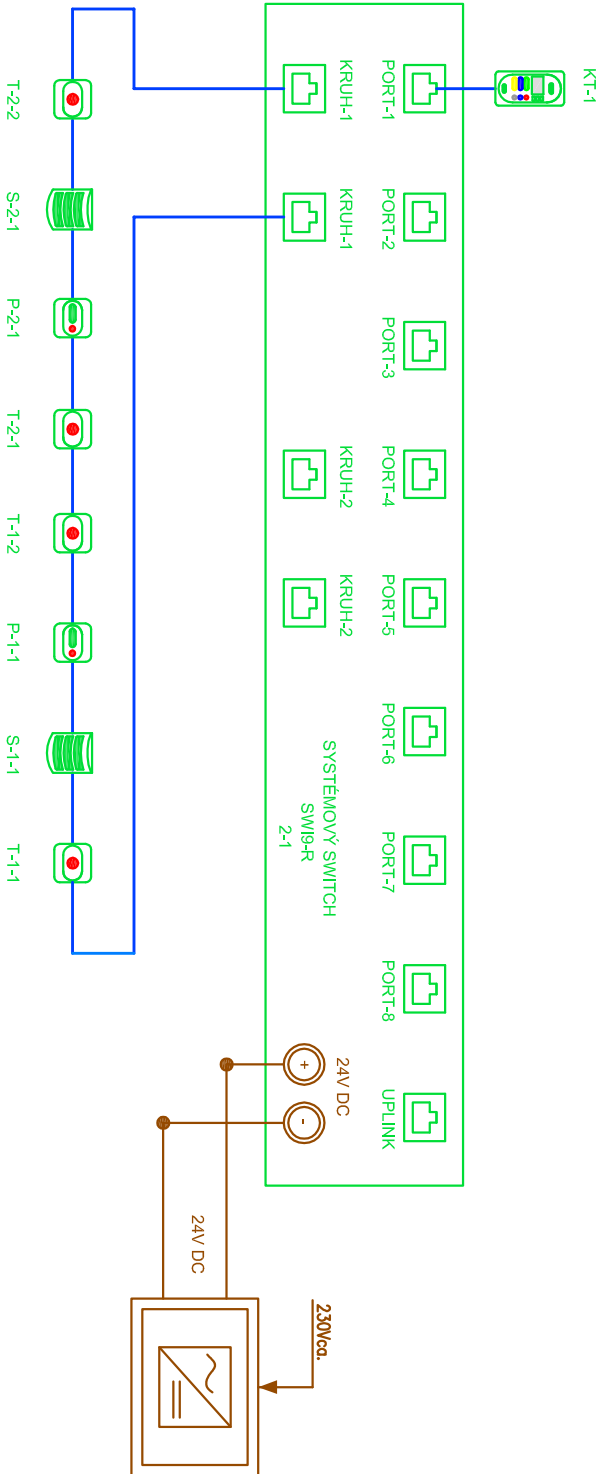 KT-1
PORT-1
PORT-2
PORT-3
PORT-4
PORT-5
PORT-6
PORT-7
PORT-8
UPLINK
KRUH-1
KRUH-1
KRUH-2
KRUH-2
SYSTÉMOVÝ SWITCH
SWI9-R
2-1
24V DC
+
-
230Vca.
24V DC
T-2-2
S-2-1
P-2-1
T-2-1
T-1-2
P-1-1
S-1-1
T-1-1